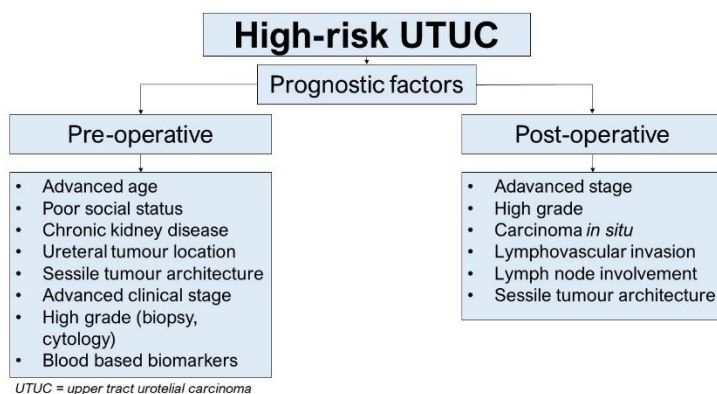 High-risk UTUC
Prognostic factors
Pre-operative
• Advanced age
• Poor social status
• Chronic kidney disease
• Ureteral tumour location
• Sessile tumour architecture
• Advanced clinical stage
• High grade (biopsy,
cytology)
• Blood based biomarkers
Post-operative
• Adavanced stage
• High grade
• Carcinoma in situ
• Lymphovascular invasion
• Lymph node involvement
• Sessile tumour architecture
UTUC = upper tract urotelial carcinoma